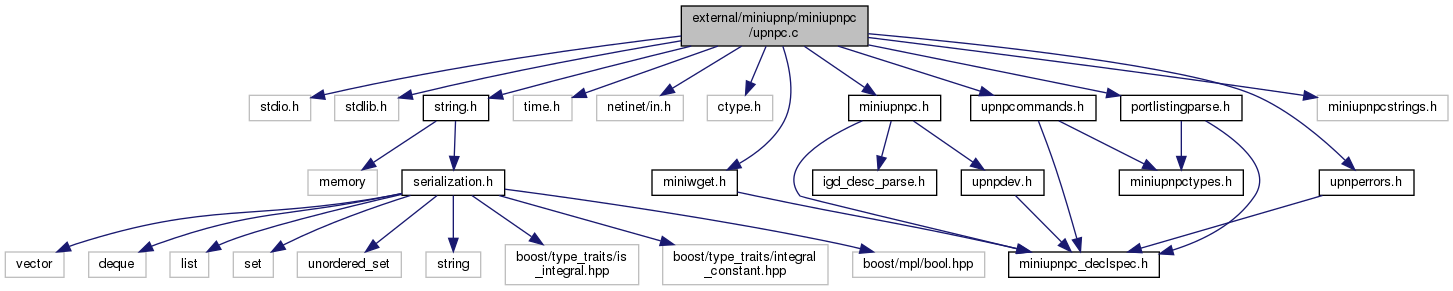 external/miniupnp/miniupnpc
/upnpc.c
stdio.h
stdlib.h
string.h
time.h
netinet/in.h
ctype.h
miniupnpc.h
upnpcommands.h
portlistingparse.h
miniupnpcstrings.h
memory
serialization.h
miniwget.h
igd_desc_parse.h
upnpdev.h
miniupnpctypes.h
upnperrors.h
vector
deque
list
set
unordered_set
string
boost/type_traits/is
_integral.hpp
boost/type_traits/integral
_constant.hpp
boost/mpl/bool.hpp
miniupnpc_declspec.h